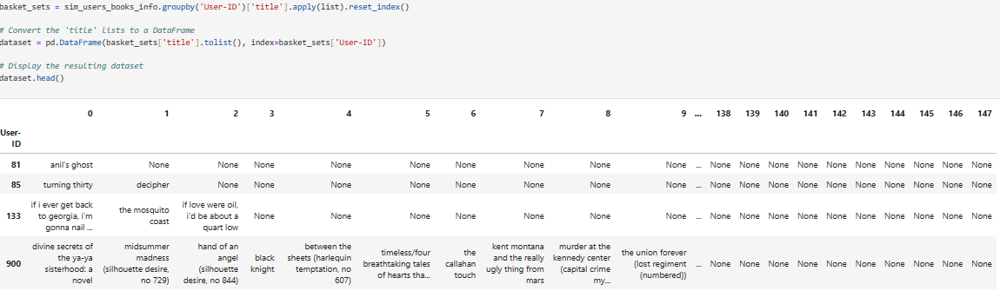 basket_sets = sim_users_books_info.groupby('User-ID')['title'].apply(list).reset_index()
# Convert the 'title' lists to a DataFrame
dataset = pd.DataFrame(basket_sets['title'].tolist(), index=basket_sets['User-ID'])
# Display the resulting dataset
dataset.head()
0 1 2 3 4 5 6 7 8 9 ... 138 139 140 141 142 143 144 145 146 147
User-
ID
81 anil's ghost None None None None None None None None None ... None None None None None None None None None None
85 turning thirty decipher None None None None None None None None ... None None None None None None None None None None
if i ever get back if love were oil,
133 to georgia, i'm the mosquito i'd be about a None None None None None None None ... None None None None None None None None None None
gonna nail ... coast quart low
divine secrets of midsummer hand of an between the kent montana
the ya-ya madness angel black sheets (harlequin timeless/four the and the really murder at the the union forever
900 sisterhood: a (silhouette desire, (silhouette knight temptation, no breathtaking tales callahan ugly thing from kennedy center (lost regiment ... None None None None None None None None None None
novel no 729) desire, no 844) 607) of hearts tha... touch mars (capital crime (numbered))
my...